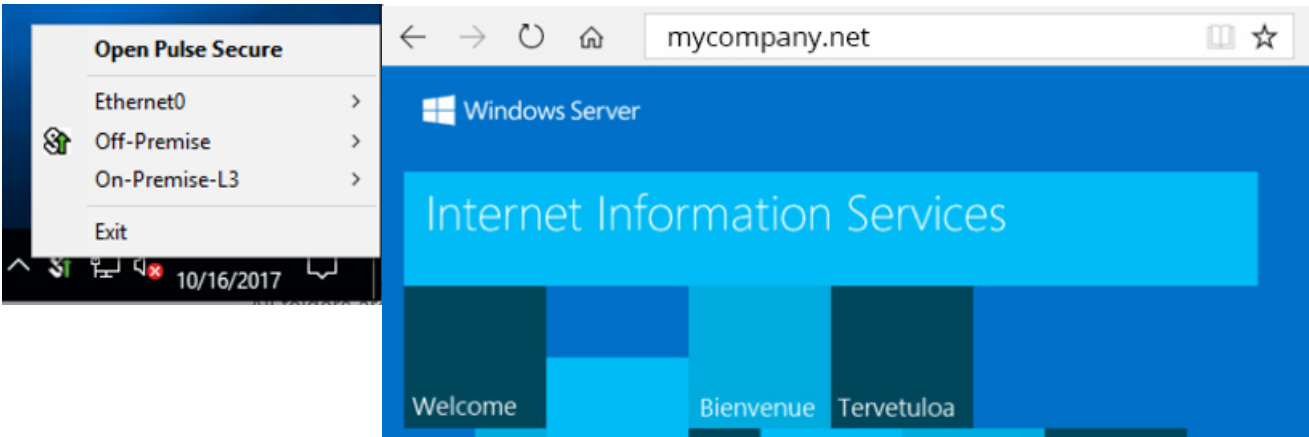 Open Pulse Secure
Ethernet0
Off-Premise
On-Premise-L3
Exit
10/16/2017
mycompany.net
Windows Server
Internet Information Services
Welcome
Bienvenue
Tervetuloa